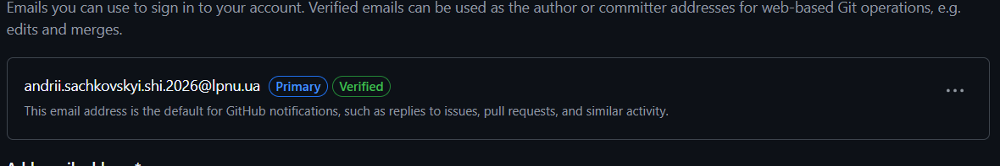 Emails you can use to sign in to your account. Verified emails can be used as the author or committer addresses for web-based Git operations, e.g.
edits and merges.
andrii.sachkovskyi.shi.2026@lpnu.ua Primary Verified
This email address is the default for GitHub notifications, such as replies to issues, pull requests, and similar activity.